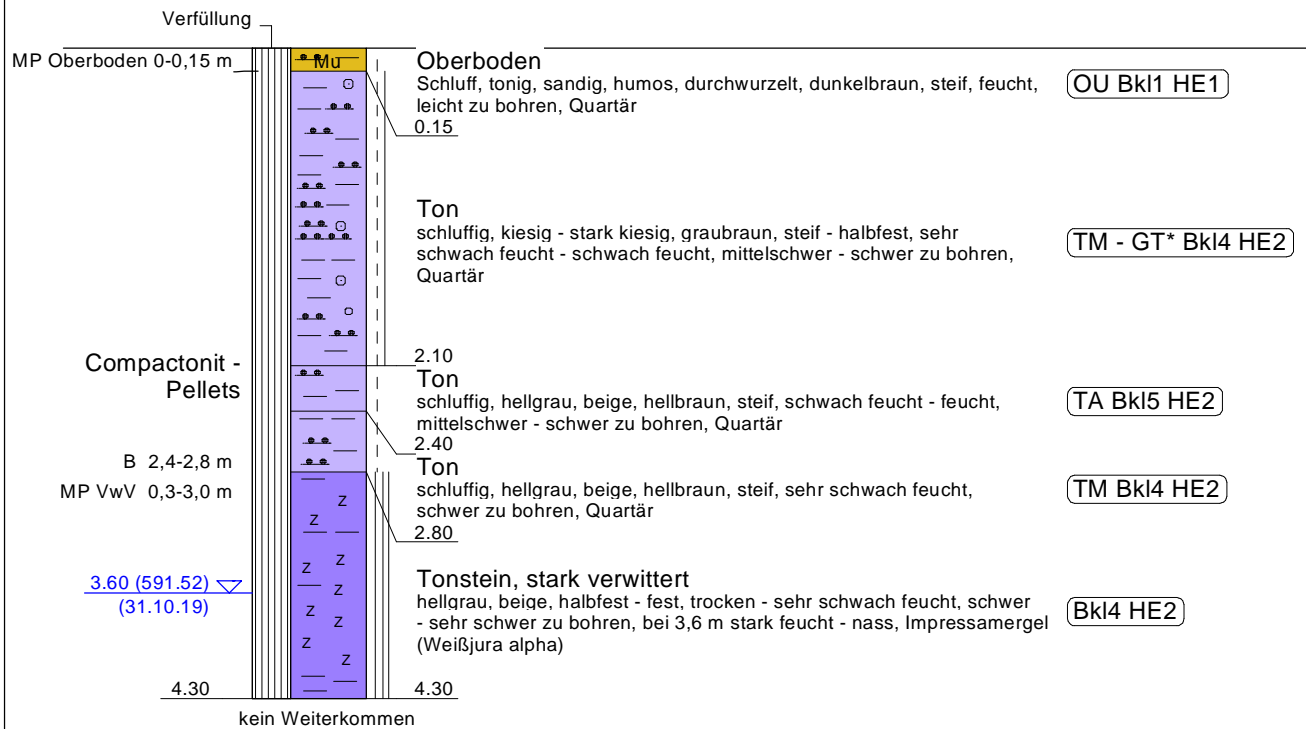 Verfüllung
MP Oberboden 0-0,15 m
Mu
Oberboden
Schluff, tonig, sandig, humos, durchwurzelt, dunkelbraun, steif, feucht,
leicht zu bohren, Quartär
0.15
OU Bkl1 HE1
Ton
schluffig, kiesig - stark kiesig, graubraun, steif - halbfest, sehr
schwach feucht - schwach feucht, mittelschwer - schwer zu bohren,
Quartär
2.10
TM - GT* Bkl4 HE2
Compactonit -
Pellets
Ton
schluffig, hellgrau, beige, hellbraun, steif, schwach feucht - feucht,
mittelschwer - schwer zu bohren, Quartär
2.40
TA Bkl5 HE2
B 2,4-2,8 m
MP VwV 0,3-3,0 m
Ton
schluffig, hellgrau, beige, hellbraun, steif, sehr schwach feucht,
schwer zu bohren, Quartär
2.80
TM Bkl4 HE2
Z
Z
Z
Z
Z
Z
Z
Z
Z
3.60 (591.52)
(31.10.19)
Tonstein, stark verwittert
hellgrau, beige, halbfest - fest, trocken - sehr schwach feucht, schwer
- sehr schwer zu bohren, bei 3,6 m stark feucht - nass, Impressamergel
(Weißjura alpha)
Bkl4 HE2
4.30
4.30
kein Weiterkommen